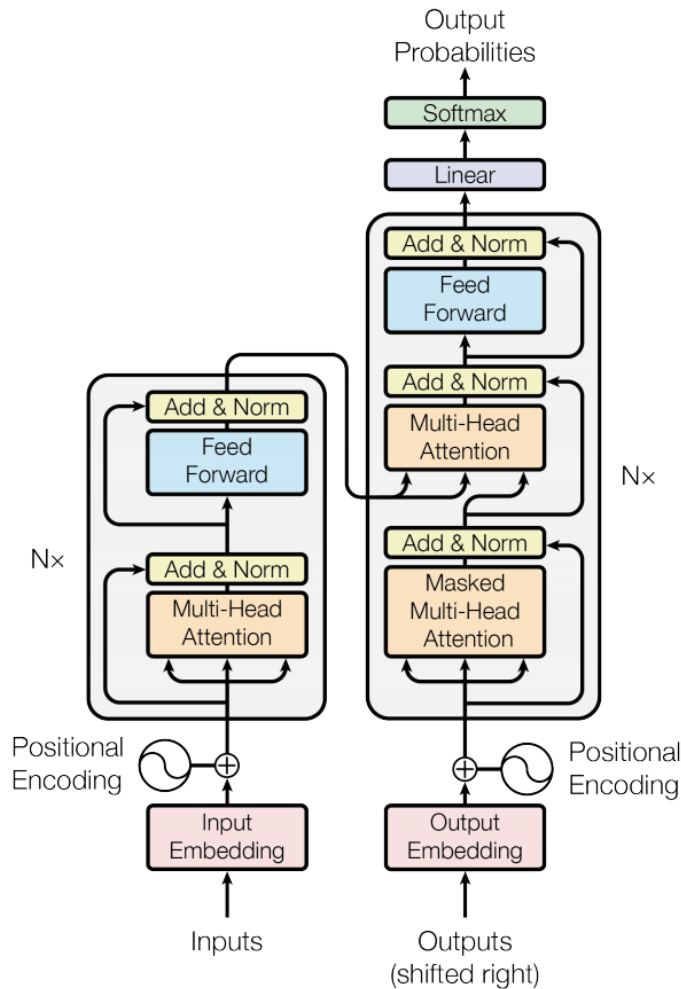 Output
Probabilities
Softmax
Linear
Add & Norm
Feed
Forward
Add & Norm
Multi-Head
Attention
Nx
Add & Norm
Masked
Multi-Head
Attention
Add & Norm
Feed
Forward
Nx
Add & Norm
Multi-Head
Attention
Positional
Encoding
Positional
Encoding
Input
Embedding
Output
Embedding
Inputs
Outputs
(shifted right)